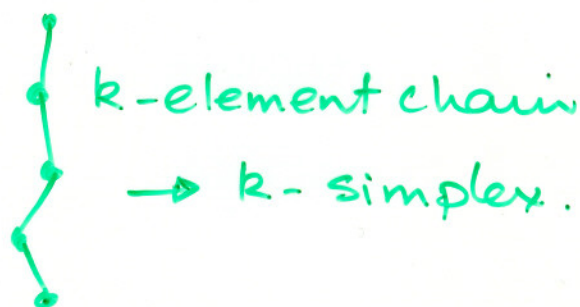 k-element chain
→ k-simplex.